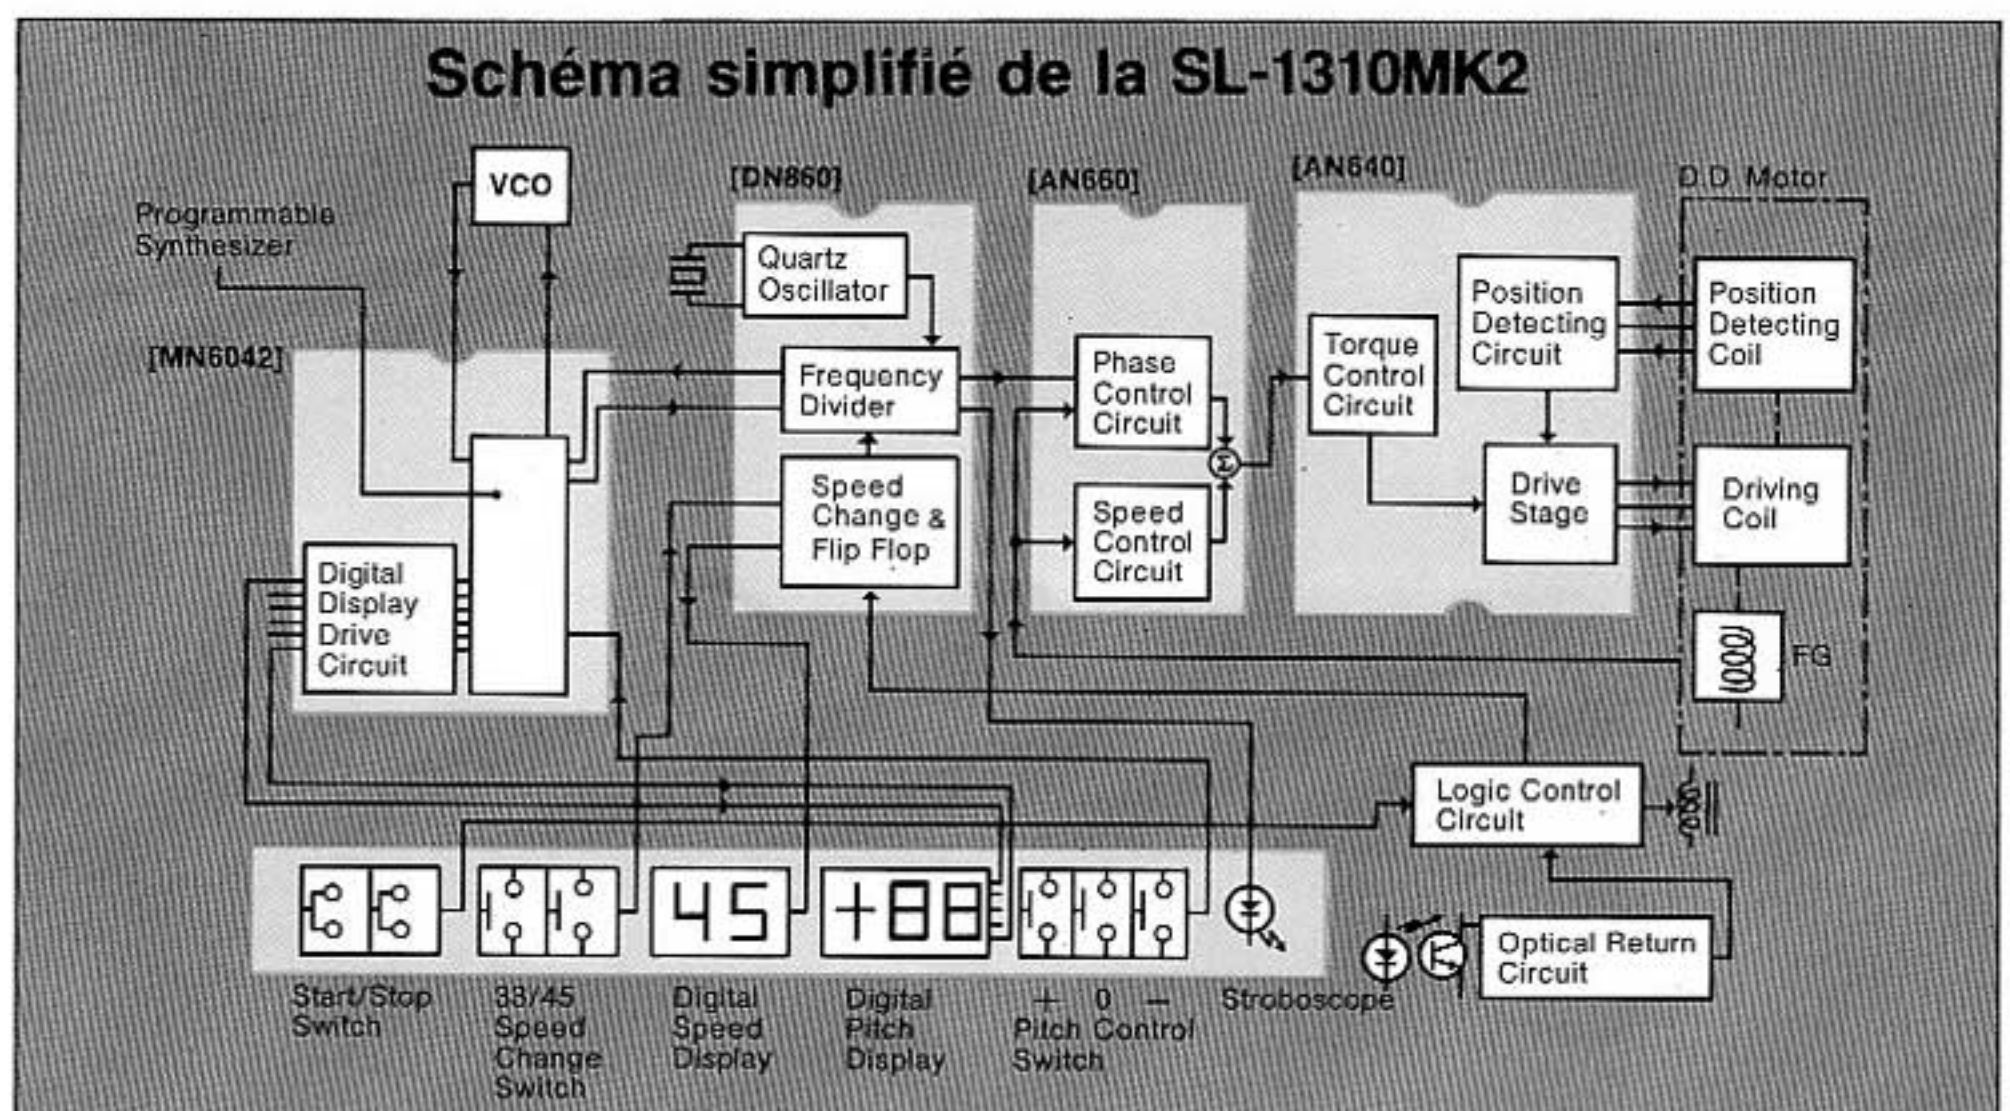 Schéma simplifié de la SL-1310MK2
VCO
Programmable
Synthesizer
[MN6042]
Digital
Display
Drive
Circuit
[DN860]
Quartz
Oscillator
Frequency
Divider
Speed
Change &
Flip Flop
[AN660]
Phase
Control
Circuit
Σ
Speed
Control
Circuit
[AN640]
Torque
Control
Circuit
Position
Detecting
Circuit
Drive
Stage
D.D. Motor
Position
Detecting
Coil
Driving
Coil
FG
Logic Control
Circuit
Optical Return
Circuit
45
+88
Start/Stop
Switch
33/45
Speed
Change
Switch
Digital
Speed
Display
Digital
Pitch
Display
+ 0 −
Pitch Control
Switch
Stroboscope